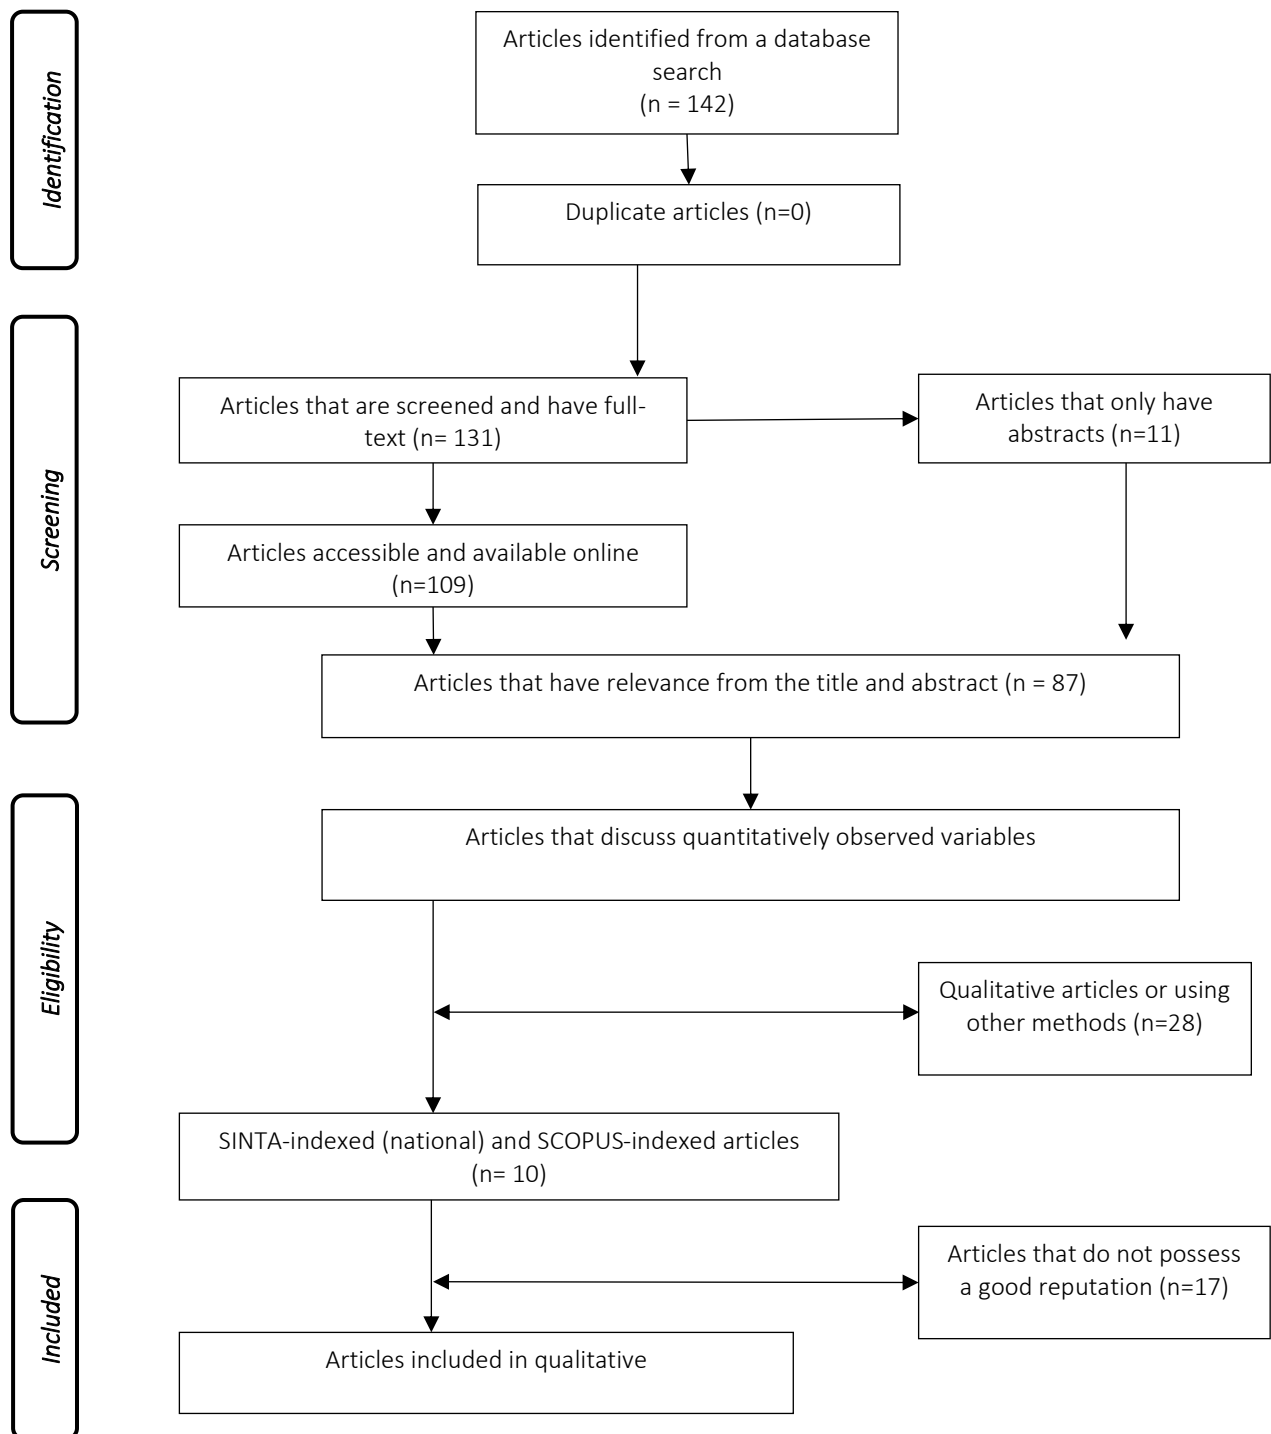 Identification
Articles identified from a database
search
(n = 142)
Duplicate articles (n=0)
Screening
Articles that are screened and have full-
text (n= 131)
Articles that only have
abstracts (n=11)
Articles accessible and available online
(n=109)
Articles that have relevance from the title and abstract (n = 87)
Eligibility
Articles that discuss quantitatively observed variables
Qualitative articles or using
other methods (n=28)
SINTA-indexed (national) and SCOPUS-indexed articles
(n= 10)
Included
Articles that do not possess
a good reputation (n=17)
Articles included in qualitative